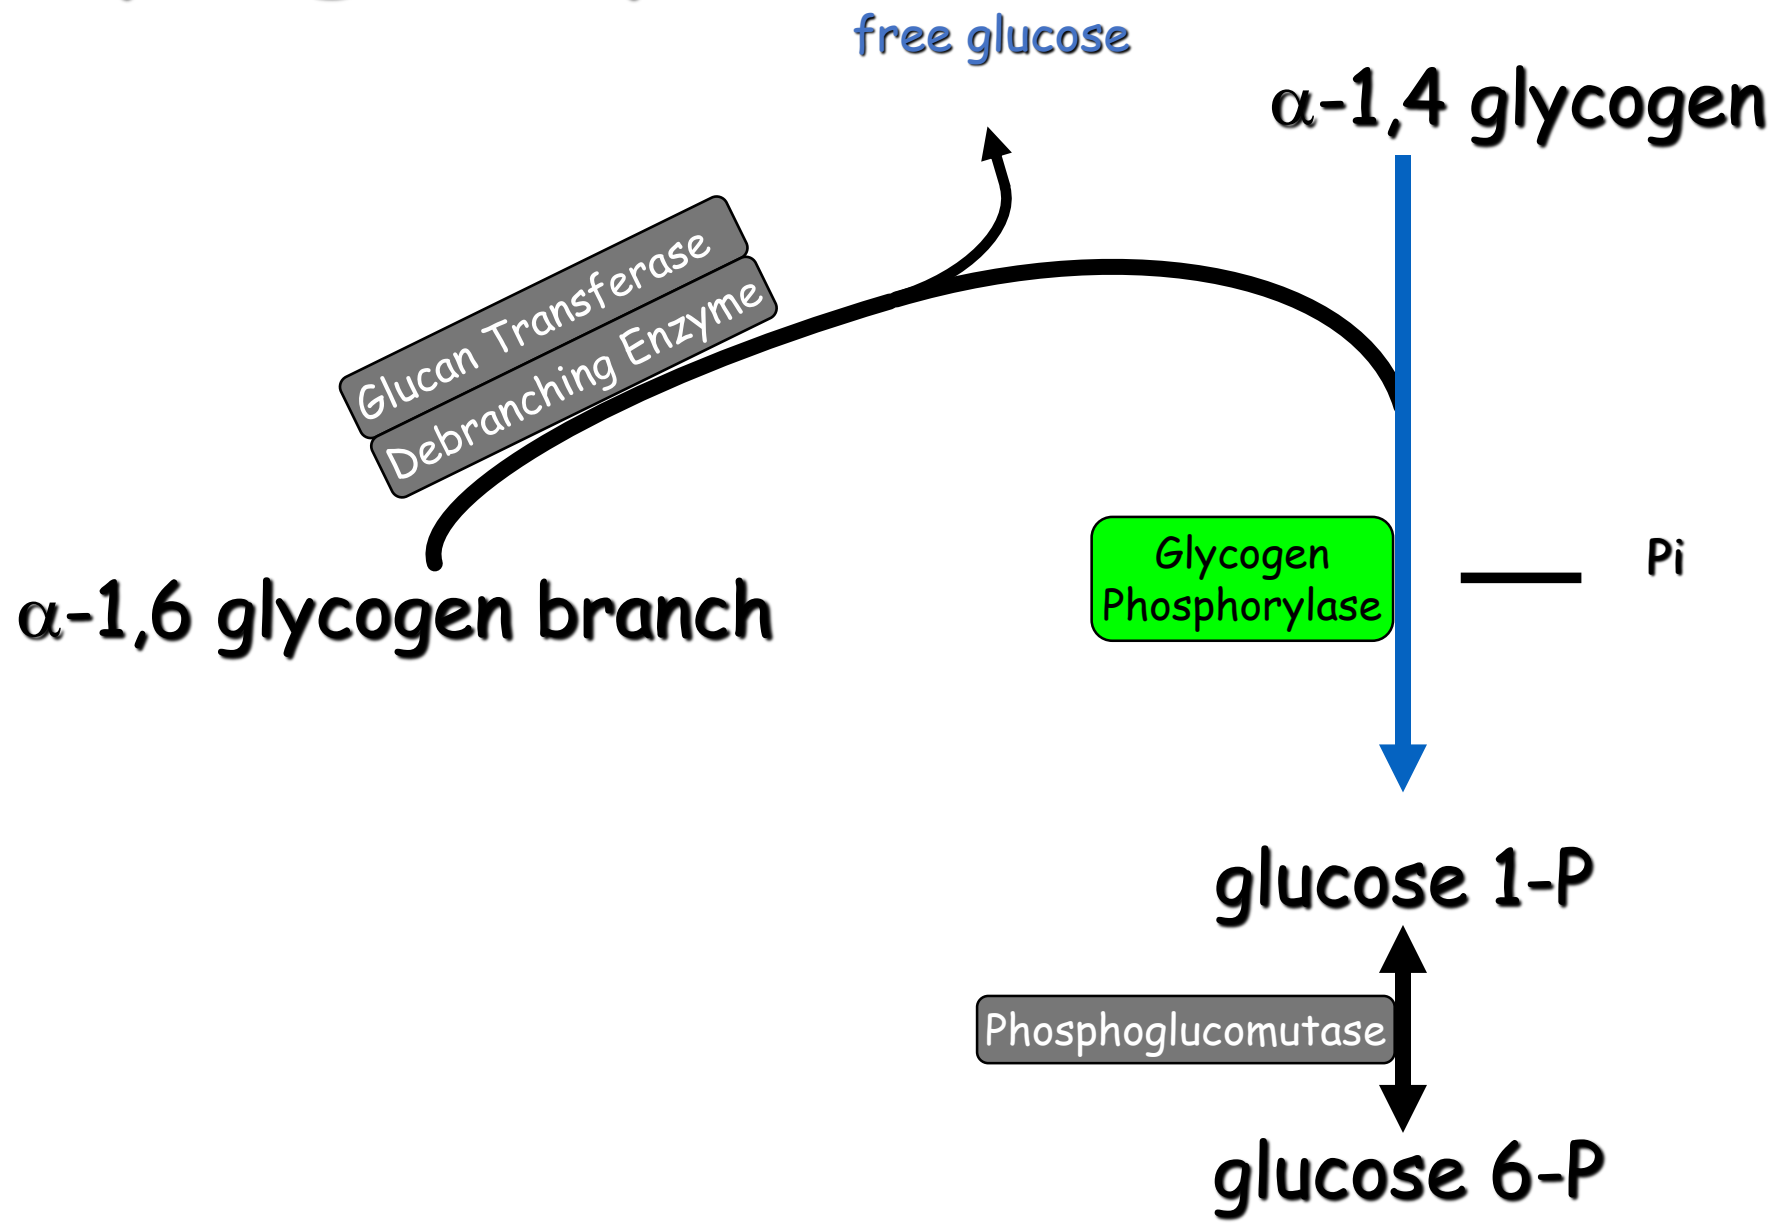 free glucose
α-1,4 glycogen
Glucan Transferase
Debranching Enzyme
Glycogen
Phosphorylase
Pi
α-1,6 glycogen branch
glucose 1-P
Phosphoglucomutase
glucose 6-P